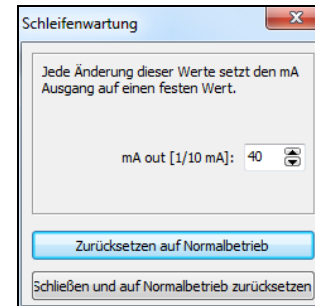 Schleifenwartung
Jede Änderung dieser Werte setzt den mA
Ausgang auf einen festen Wert.
mA out [1/10 mA]: 40
Zurücksetzen auf Normalbetrieb
Schließen und auf Normalbetrieb zurücksetzen